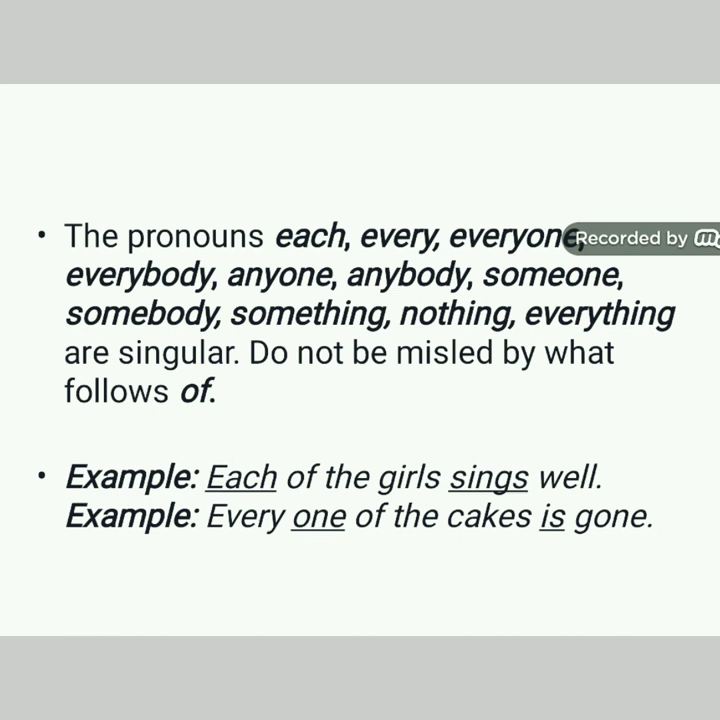 • The pronouns each, every, everyone,
Recorded by
everybody, anyone, anybody, someone,
somebody, something, nothing, everything
are singular. Do not be misled by what
follows of.
• Example: Each of the girls sings well.
Example: Every one of the cakes is gone.